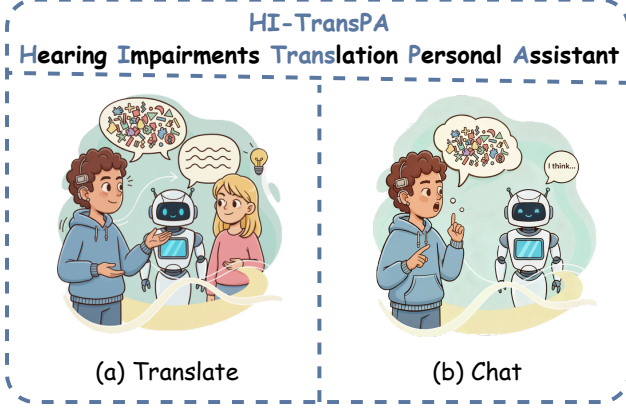 HI-TransPA
Hearing Impairments Translation Personal Assistant
I think...
(a) Translate
(b) Chat